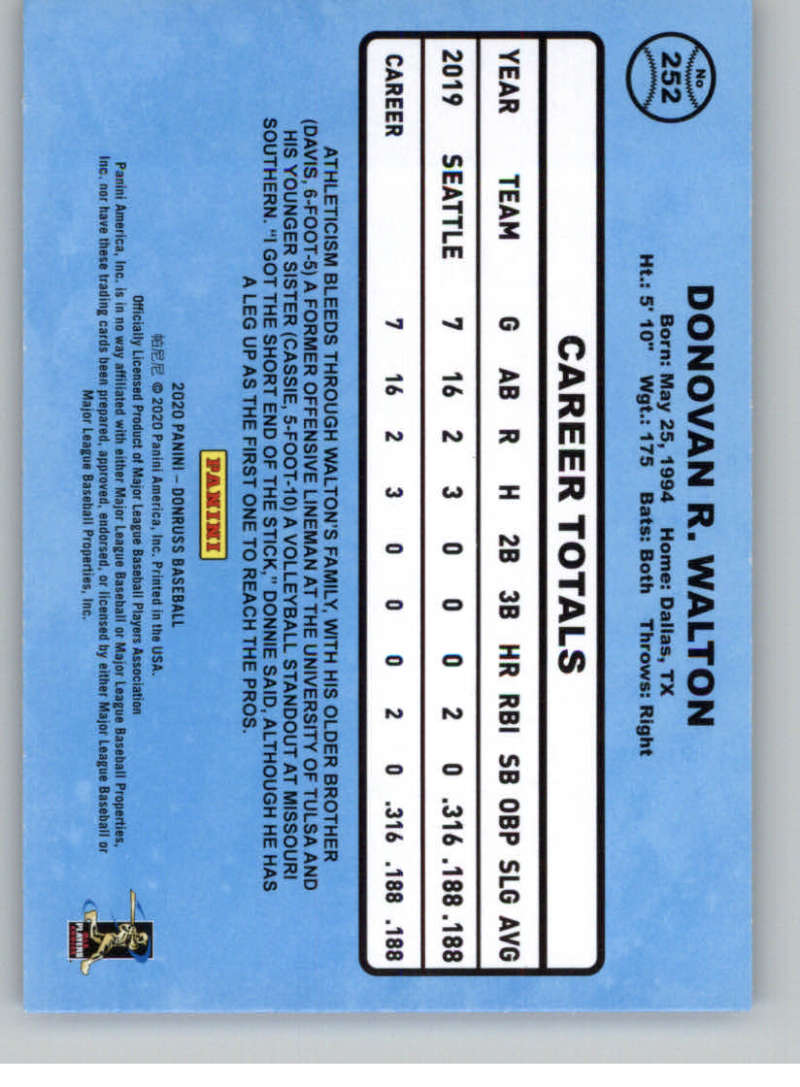 No
252
DONOVAN R. WALTON
Born: May 25, 1994 Home: Dallas, TX
Ht.: 5' 10" Wgt.: 175 Bats: Both Throws: Right
CAREER TOTALS
YEAR TEAM G AB R H 2B 3B HR RBI SB OBP SLG AVG
2019 SEATTLE 7 16 2 3 0 0 0 2 0 .316 .188 .188
CAREER 7 16 2 3 0 0 0 2 0 .316 .188 .188
ATHLETICISM BLEEDS THROUGH WALTON'S FAMILY, WITH HIS OLDER BROTHER
(DAVIS, 6-FOOT-5) A FORMER OFFENSIVE LINEMAN AT THE UNIVERSITY OF TULSA AND
HIS YOUNGER SISTER (CASSIE, 5-FOOT-10) A VOLLEYBALL STANDOUT AT MISSOURI
SOUTHERN. "I GOT THE SHORT END OF THE STICK," DONNIE SAID, ALTHOUGH HE HAS
A LEG UP AS THE FIRST ONE TO REACH THE PROS.
PANINI
2020 PANINI – DONRUSS BASEBALL
帕尼尼 © 2020 Panini America, Inc. Printed in the USA.
Officially Licensed Product of Major League Baseball Players Association
Panini America, Inc. is in no way affiliated with either Major League Baseball or Major League Baseball Properties,
Inc. nor have these trading cards been prepared, approved, endorsed, or licensed by either Major League Baseball or
Major League Baseball Properties, Inc.
PLAYERS